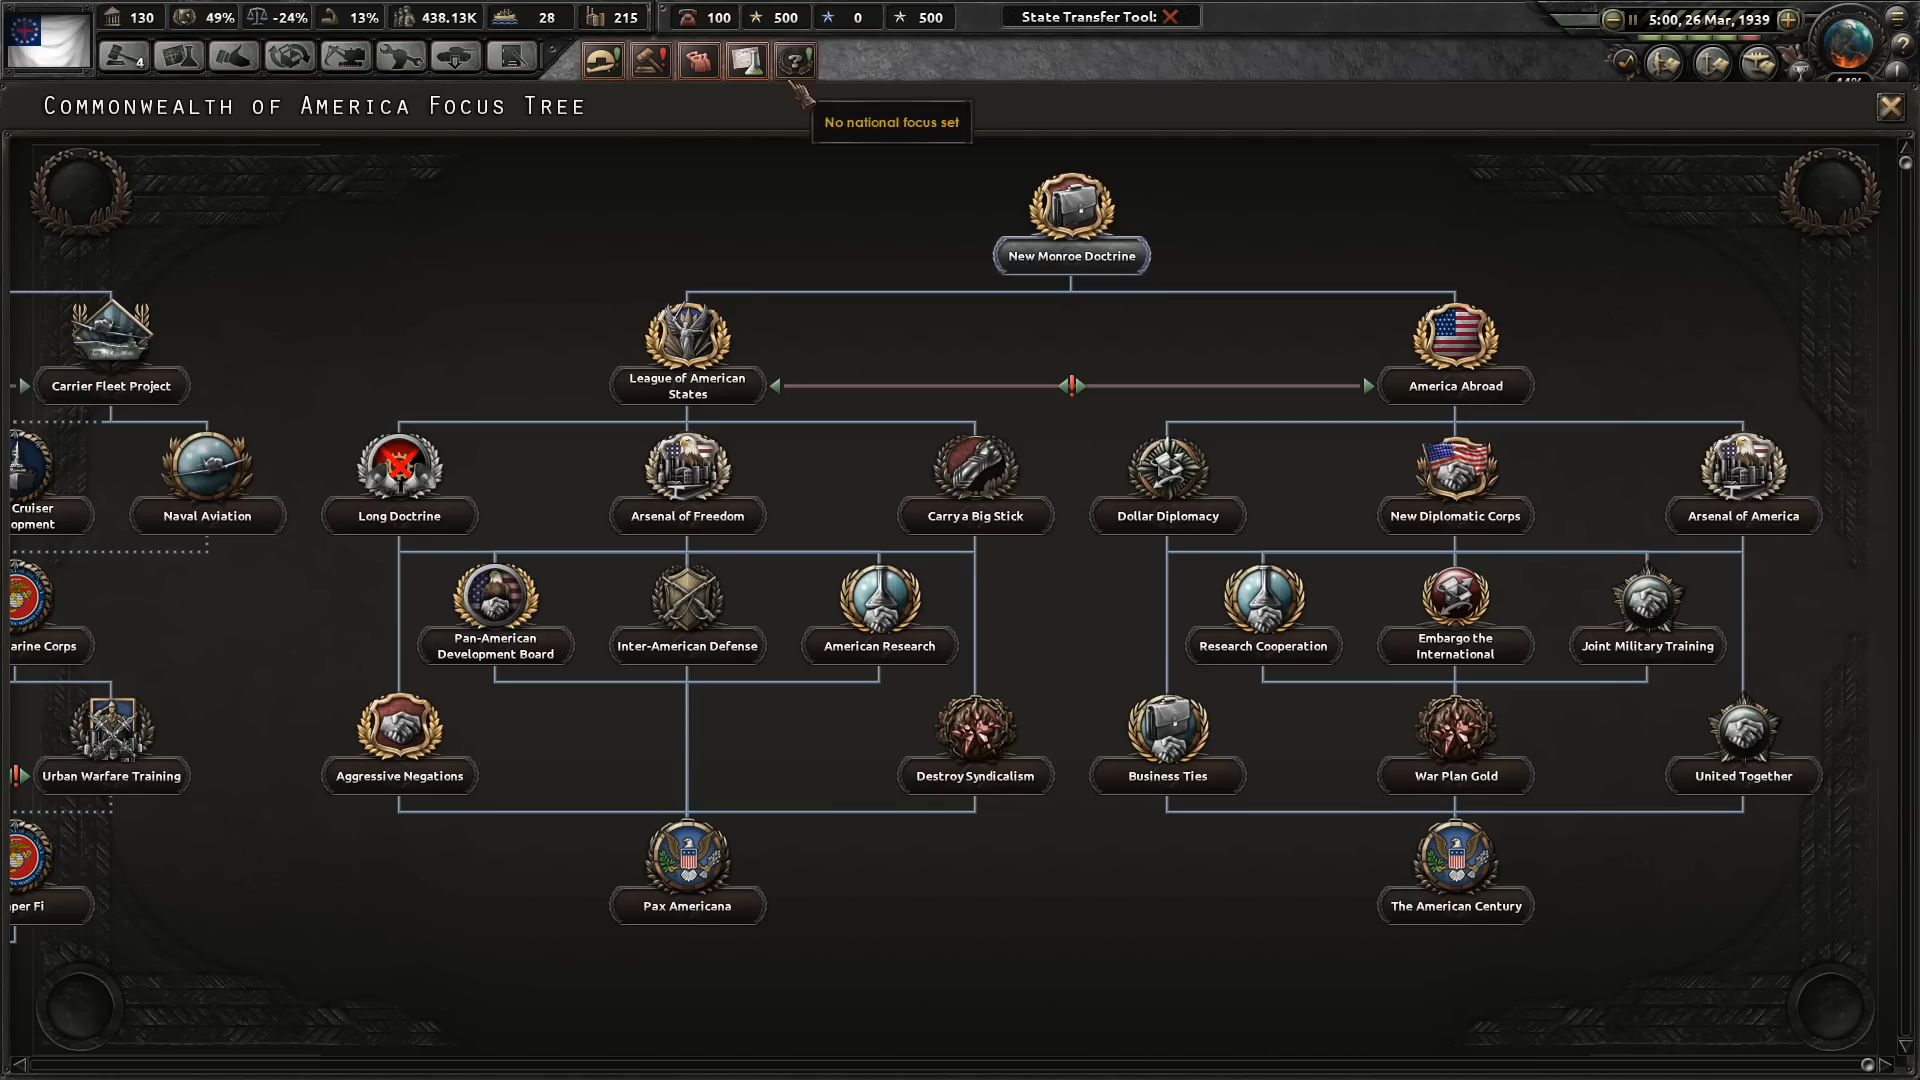 130
49%
-24%
13%
438.13K
28
215
100
500
0
500
State Transfer Tool:
5:00, 26 Mar, 1939
4
Commonwealth of America Focus Tree
No national focus set
New Monroe Doctrine
Carrier Fleet Project
League of American
States
America Abroad
Cruiser
opment
Naval Aviation
Long Doctrine
Arsenal of Freedom
Carry a Big Stick
Dollar Diplomacy
New Diplomatic Corps
Arsenal of America
arine Corps
Pan-American
Development Board
Inter-American Defense
American Research
Research Cooperation
Embargo the
International
Joint Military Training
Urban Warfare Training
Aggressive Negations
Destroy Syndicalism
Business Ties
War Plan Gold
United Together
per Fi
Pax Americana
The American Century